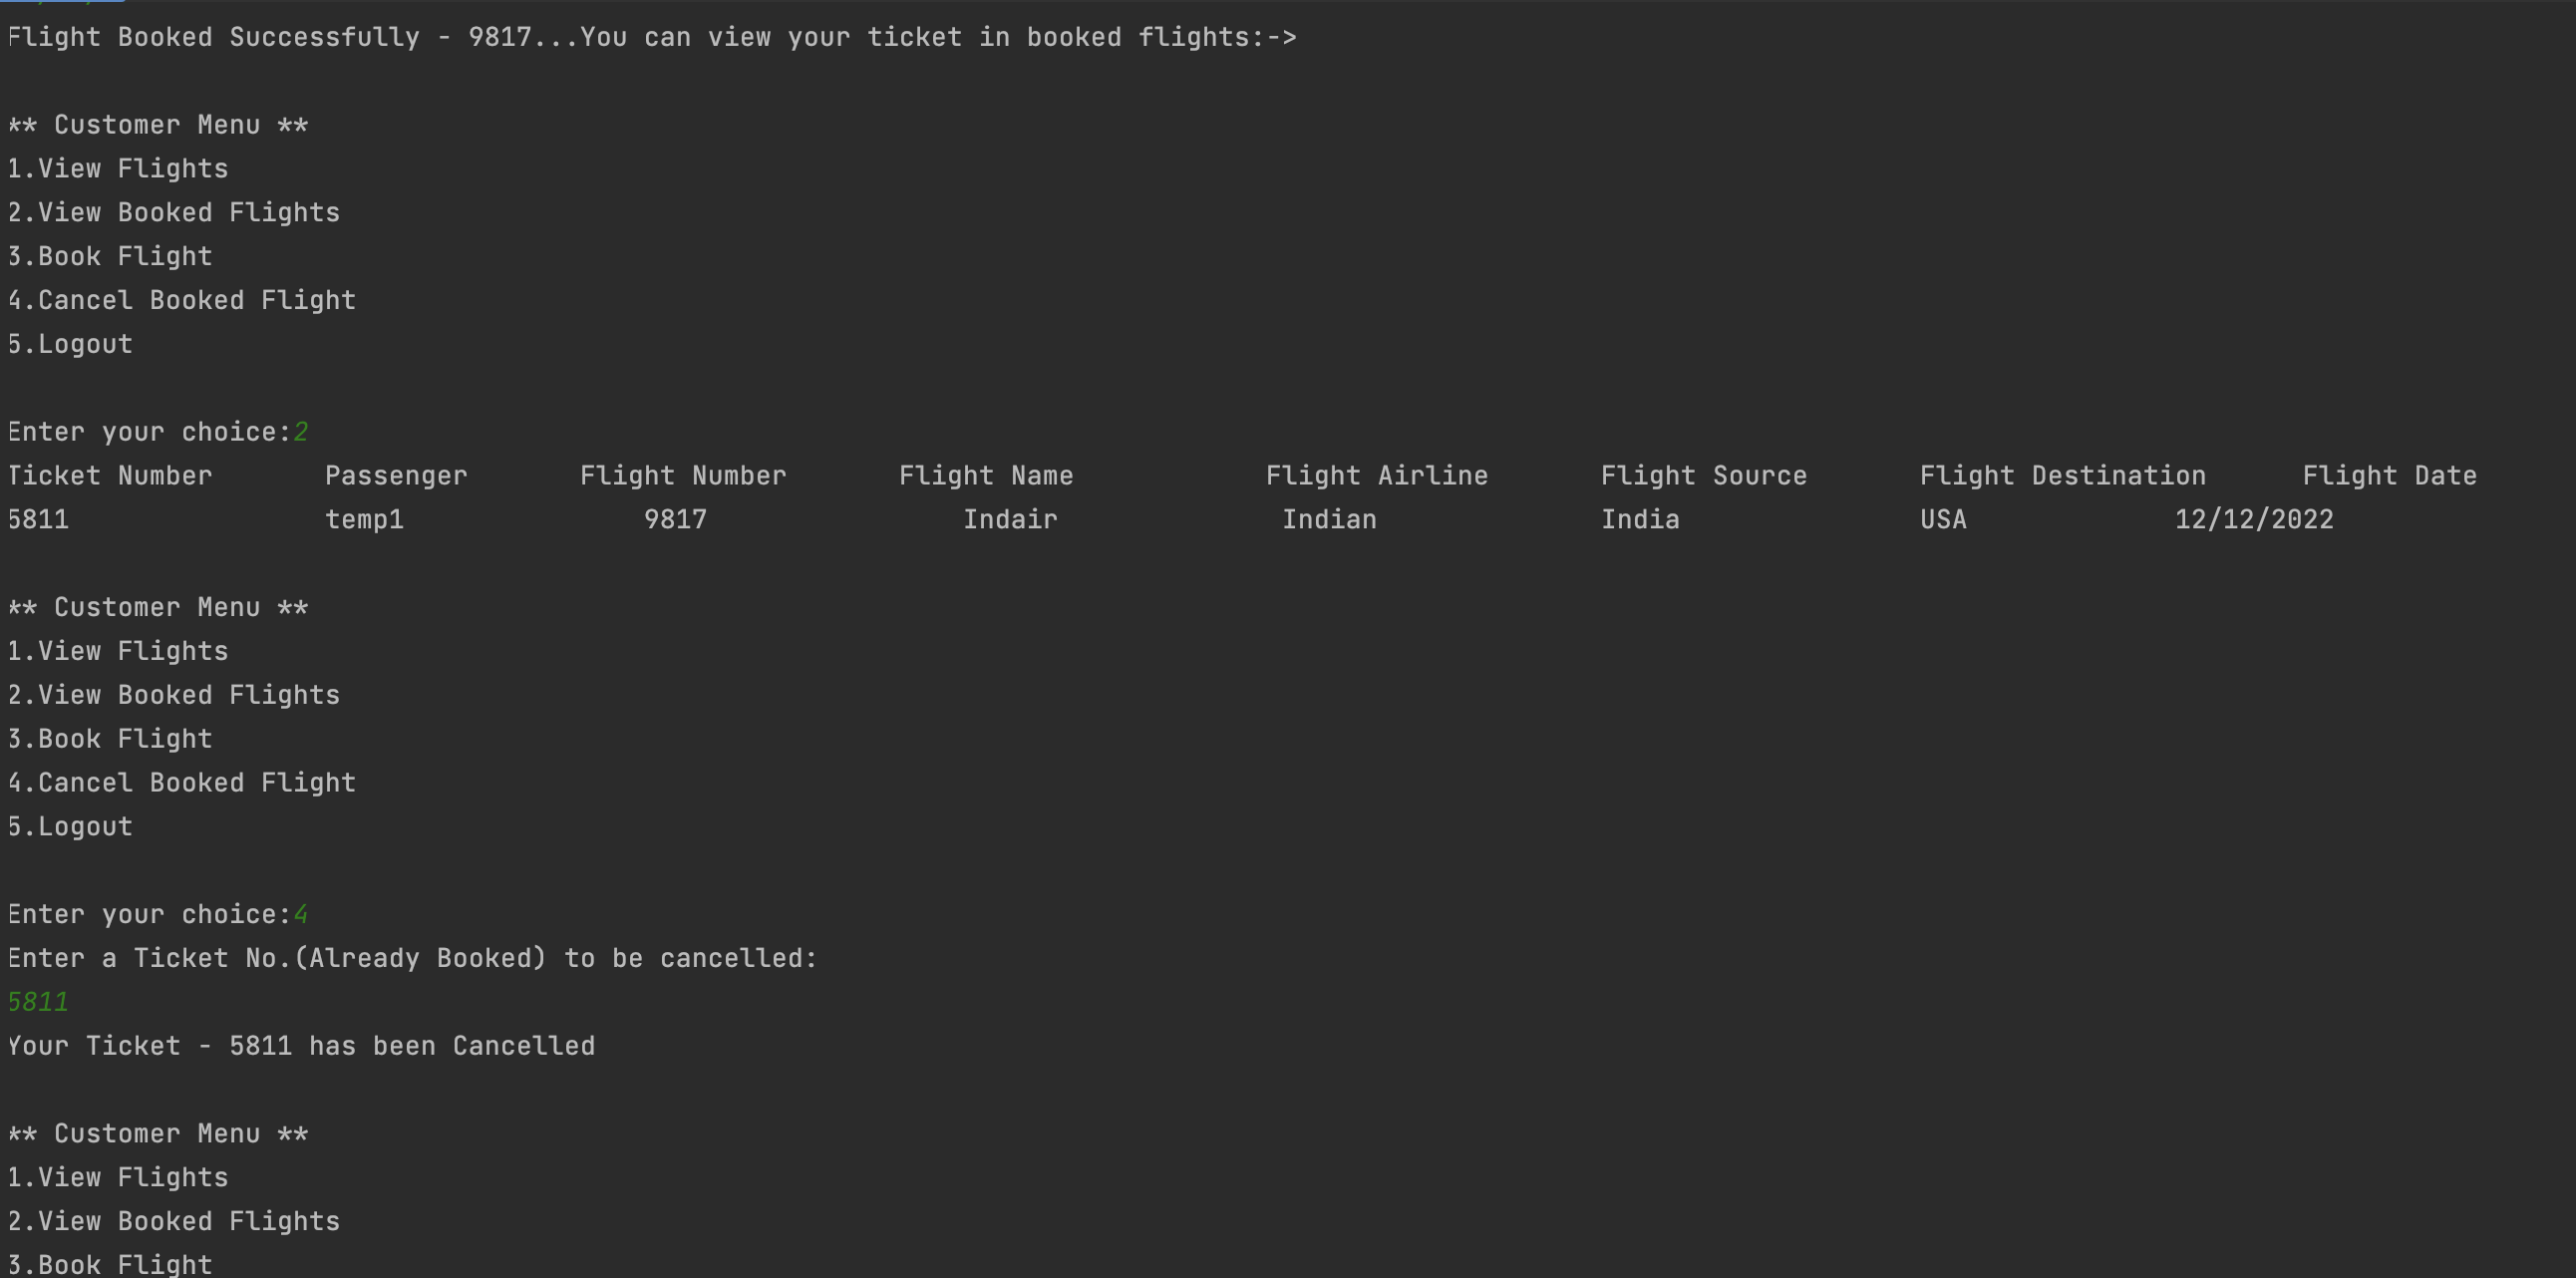 Flight Booked Successfully - 9817...You can view your ticket in booked flights:->
** Customer Menu **
1.View Flights
2.View Booked Flights
3.Book Flight
4.Cancel Booked Flight
5.Logout
Enter your choice:2
Ticket Number Passenger Flight Number Flight Name Flight Airline Flight Source Flight Destination Flight Date
5811 temp1 9817 Indair Indian India USA 12/12/2022
** Customer Menu **
1.View Flights
2.View Booked Flights
3.Book Flight
4.Cancel Booked Flight
5.Logout
Enter your choice:4
Enter a Ticket No.(Already Booked) to be cancelled:
5811
Your Ticket - 5811 has been Cancelled
** Customer Menu **
1.View Flights
2.View Booked Flights
3.Book Flight